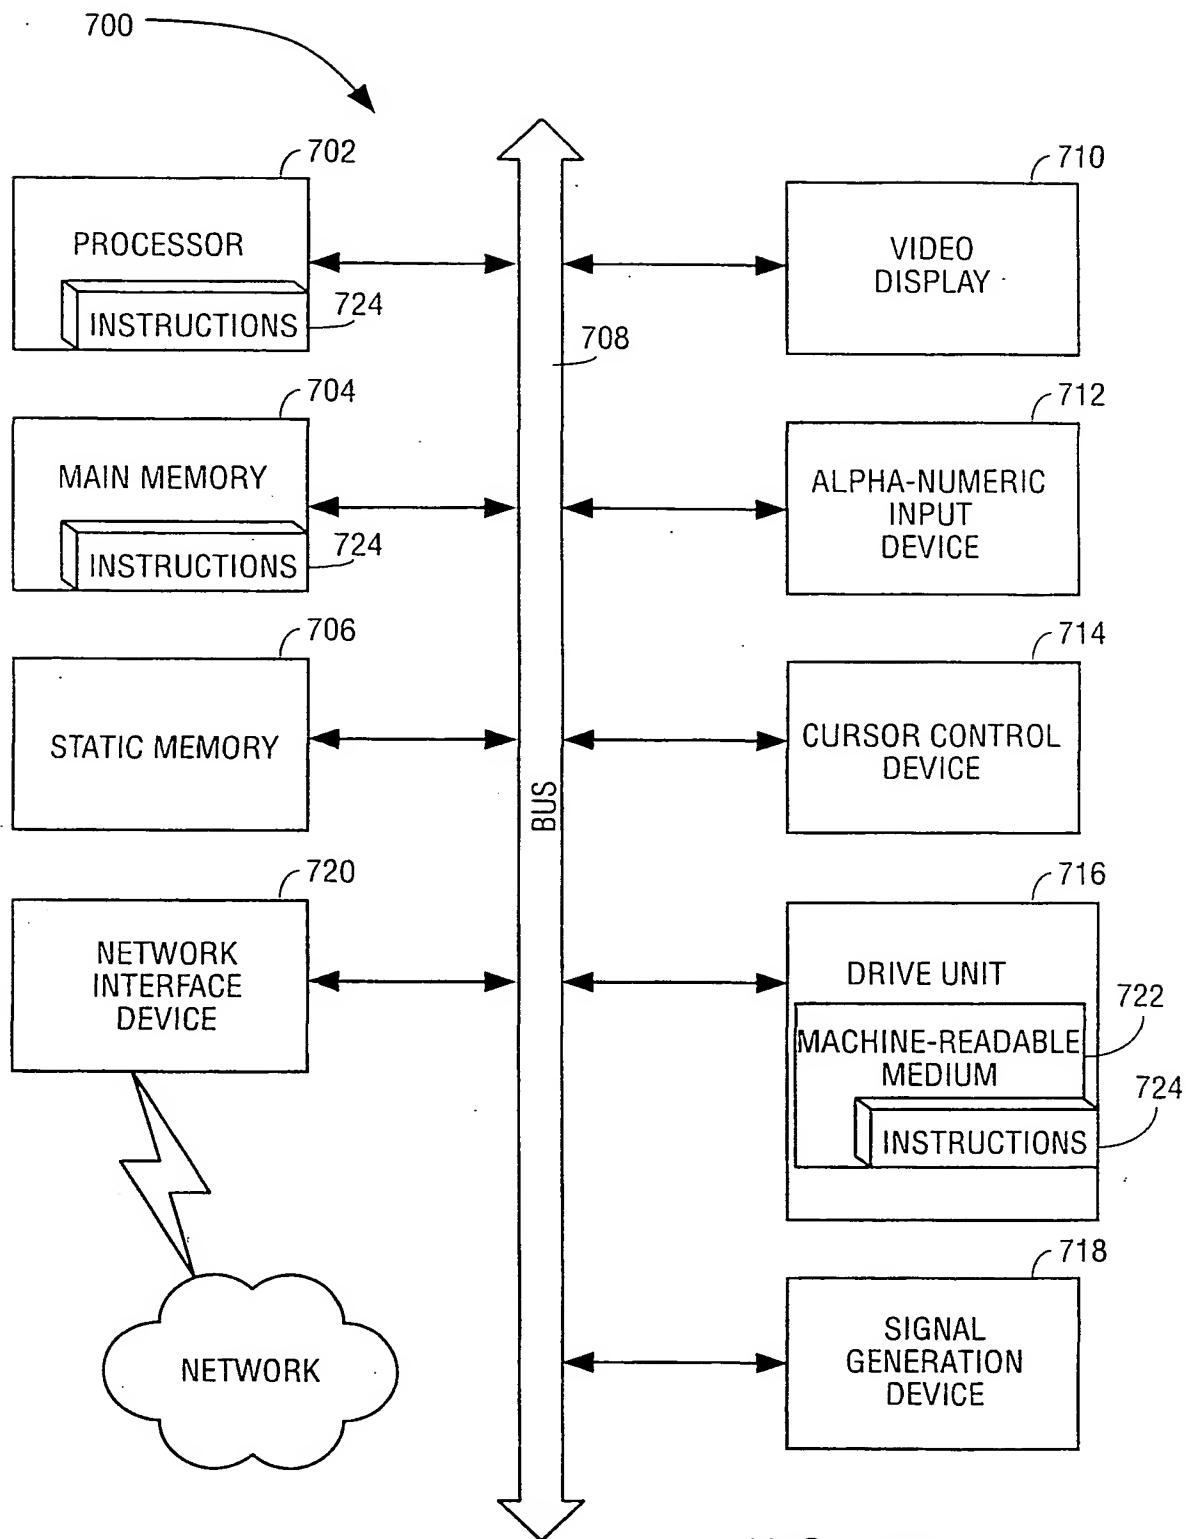 700
702
PROCESSOR
INSTRUCTIONS
724
704
MAIN MEMORY
INSTRUCTIONS
724
706
STATIC MEMORY
720
NETWORK
INTERFACE
DEVICE
NETWORK
708
BUS
710
VIDEO
DISPLAY
712
ALPHA-NUMERIC
INPUT
DEVICE
714
CURSOR CONTROL
DEVICE
716
DRIVE UNIT
722
MACHINE-READABLE
MEDIUM
724
INSTRUCTIONS
718
SIGNAL
GENERATION
DEVICE